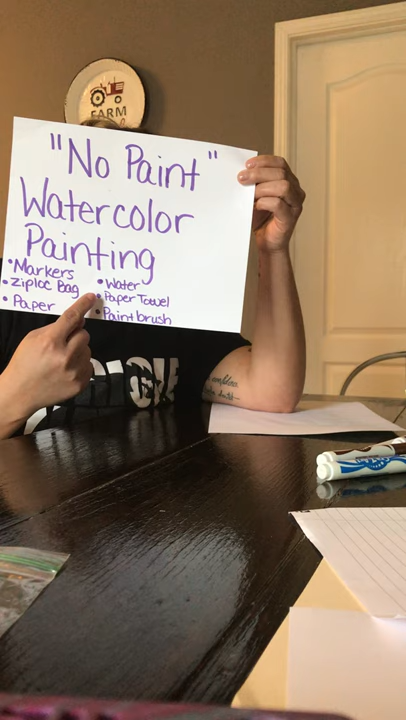 FARM
"No Paint"
Watercolor
Painting
• Markers
• Ziploc Bag
• Paper
• Water
• Paper Towel
• Paintbrush